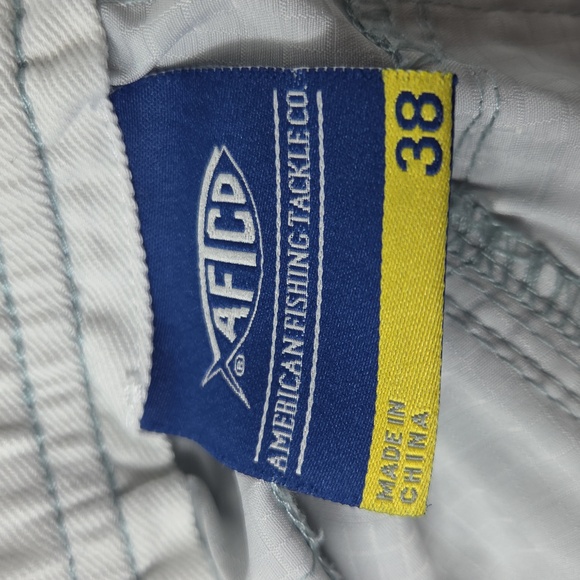 AFTCO
®
AMERICAN FISHING TACKLE CO.
MADE IN
CHINA
38